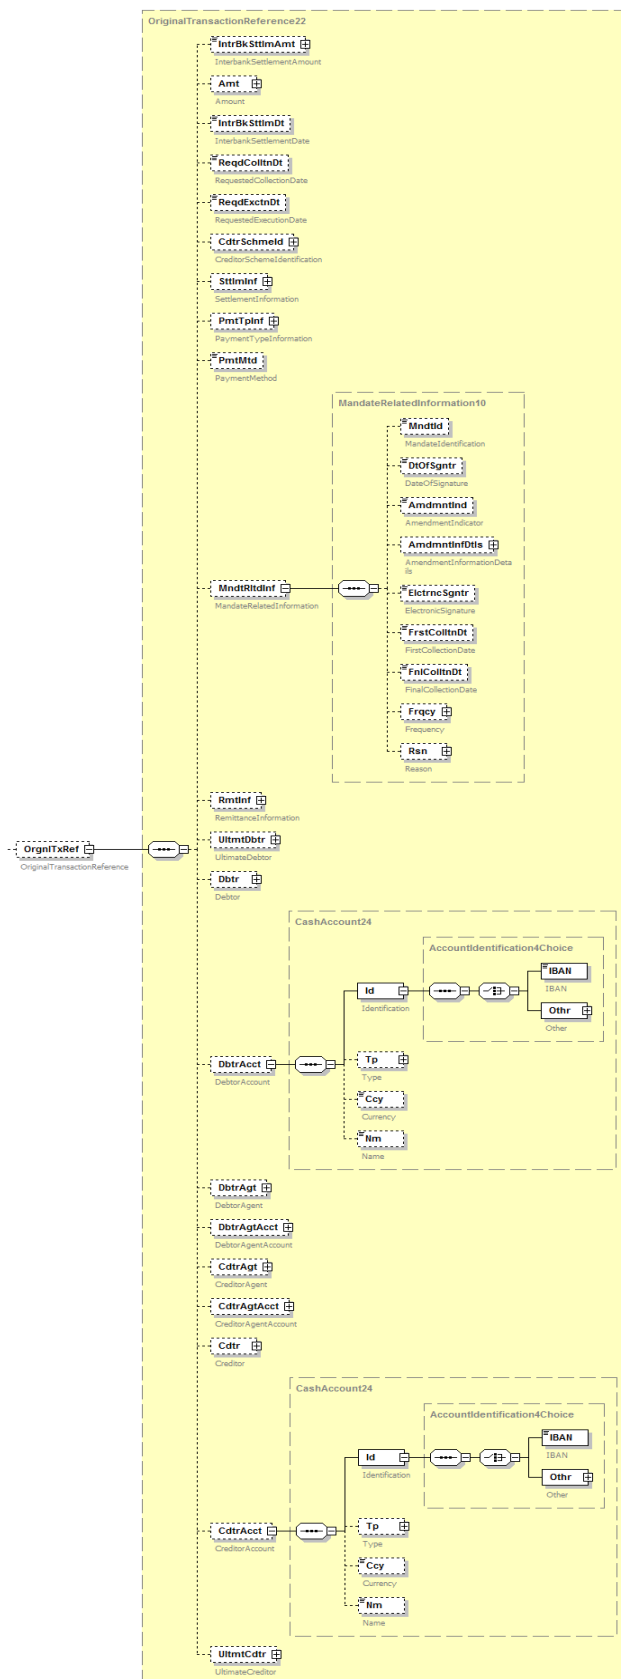 OriginalTransactionReference22
IntrBkSttlmAmt
InterbankSettlementAmount
Amt
Amount
IntrBkSttlmDt
InterbankSettlementDate
ReqdColltnDt
RequestedCollectionDate
ReqdExctnDt
RequestedExecutionDate
CdtrSchmeId
CreditorSchemeIdentification
SttlmInf
SettlementInformation
PmtTpInf
PaymentTypeInformation
PmtMtd
PaymentMethod
MandateRelatedInformation10
MndtId
MandateIdentification
DtOfSgntr
DateOfSignature
AmdmntInd
AmendmentIndicator
AmdmntInfDtls
AmendmentInformationDeta
ils
MndtRltdInf
MandateRelatedInformation
ElctrncSgntr
ElectronicSignature
FrstColltnDt
FirstCollectionDate
FnlColltnDt
FinalCollectionDate
Frqcy
Frequency
Rsn
Reason
RmtInf
RemittanceInformation
UltmtDbtr
UltimateDebtor
OrgnlTxRef
OriginalTransactionReference
Dbtr
Debtor
CashAccount24
AccountIdentification4Choice
IBAN
IBAN
Id
Identification
Othr
Other
DbtrAcct
DebtorAccount
Tp
Type
Ccy
Currency
Nm
Name
DbtrAgt
DebtorAgent
DbtrAgtAcct
DebtorAgentAccount
CdtrAgt
CreditorAgent
CdtrAgtAcct
CreditorAgentAccount
Cdtr
Creditor
CashAccount24
AccountIdentification4Choice
IBAN
IBAN
Id
Identification
Othr
Other
CdtrAcct
CreditorAccount
Tp
Type
Ccy
Currency
Nm
Name
UltmtCdtr
UltimateCreditor